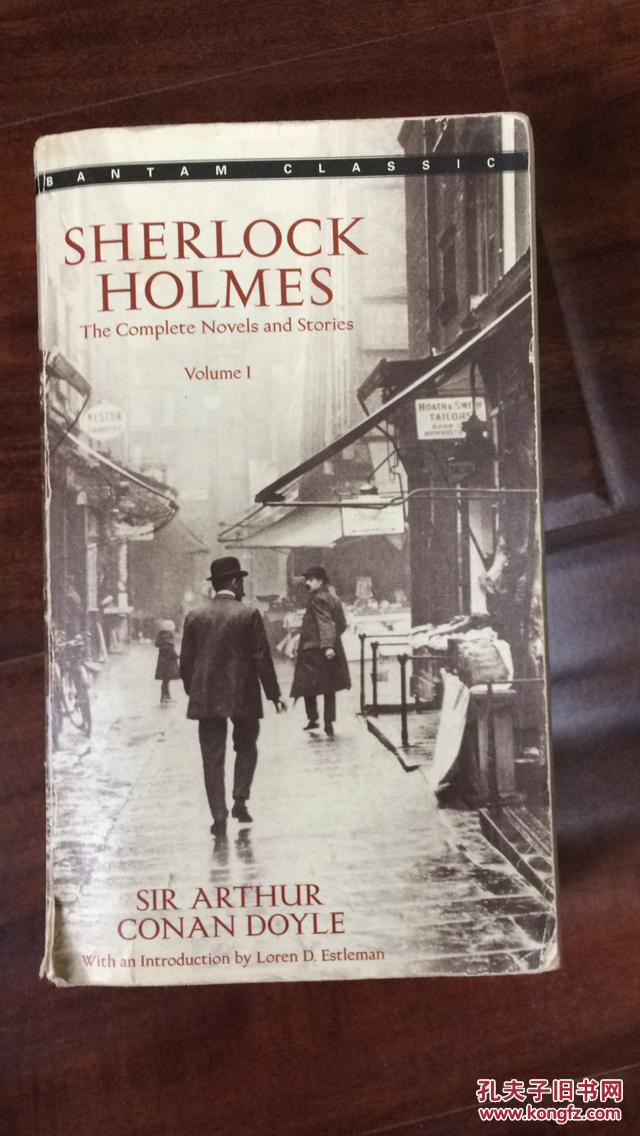 BANTAM CLASSIC
SHERLOCK
HOLMES
The Complete Novels and Stories
Volume I
NESTOR
HOATH & SMITH
TAILORS
SIR ARTHUR
CONAN DOYLE
With an Introduction by Loren D. Estleman
孔夫子旧书网
www.kongfz.com